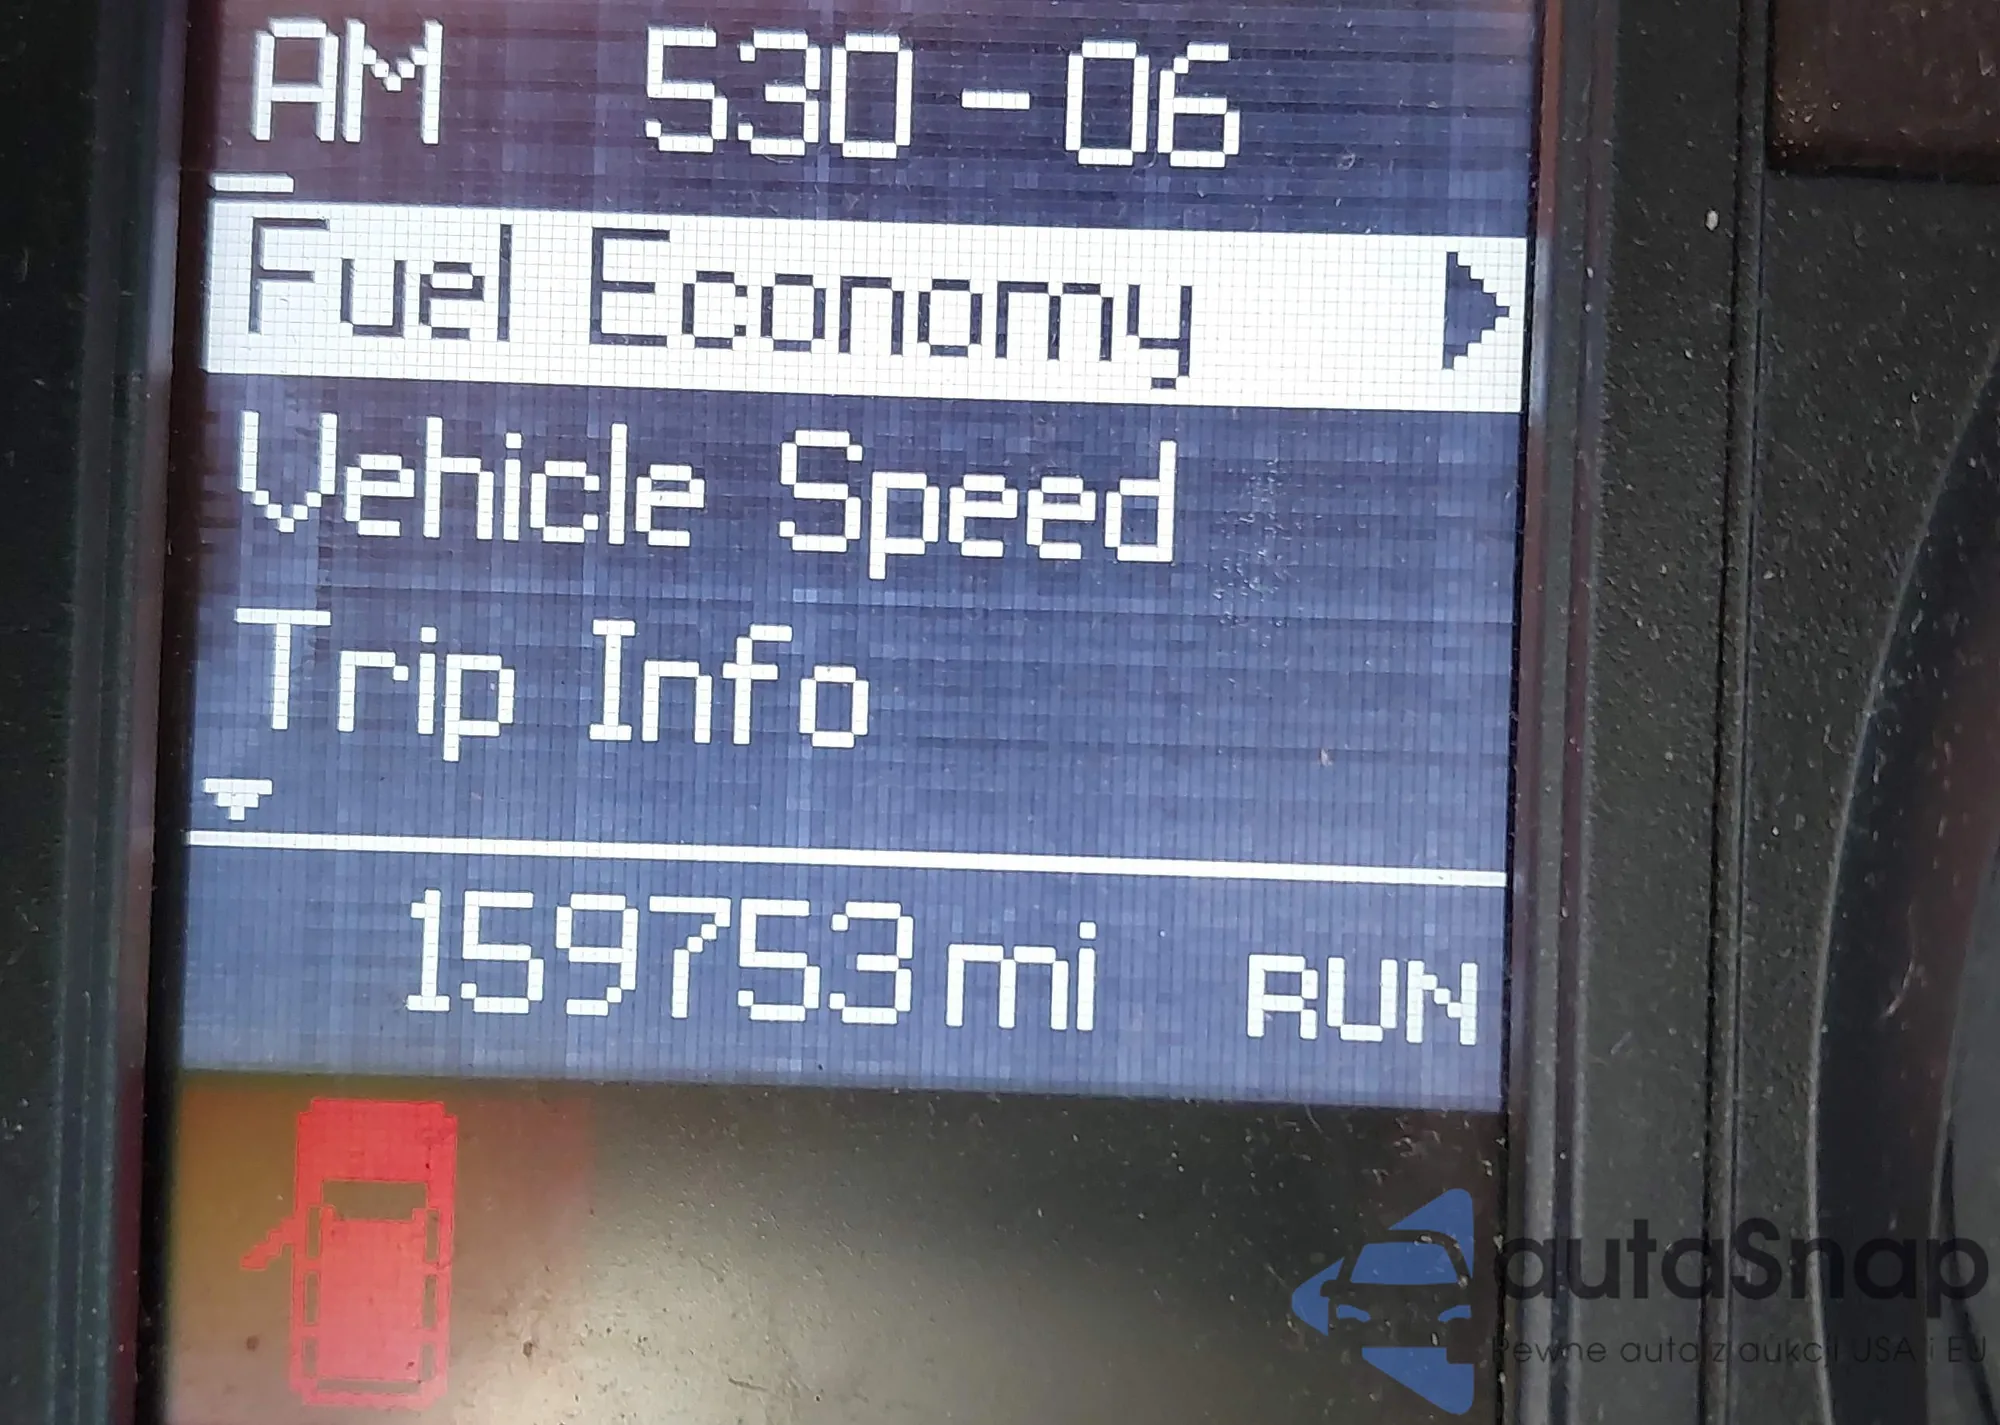 AM 530-06
Fuel Economy
Vehicle Speed
Trip Info
159753 mi RUN
autaSnap
Pewne auta z aukcji USA i EU